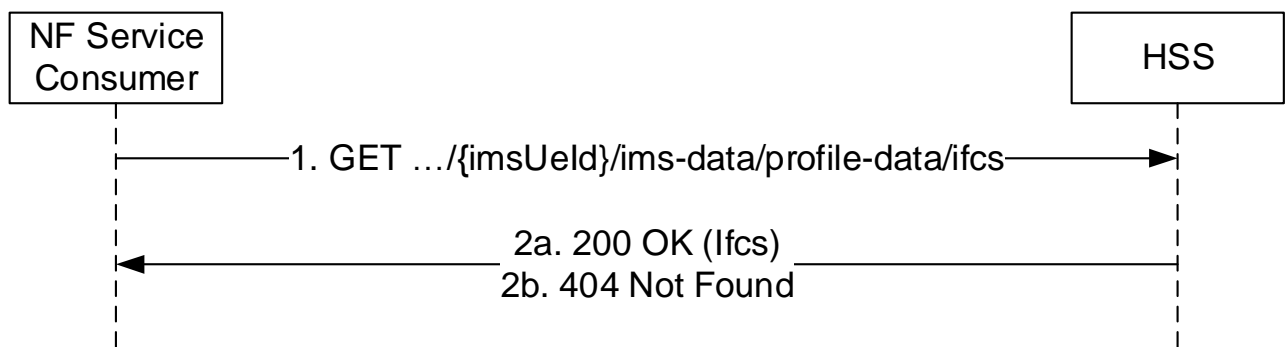 NF Service
Consumer
HSS
1. GET …/{imsUeId}/ims-data/profile-data/ifcs
2a. 200 OK (Ifcs)
2b. 404 Not Found